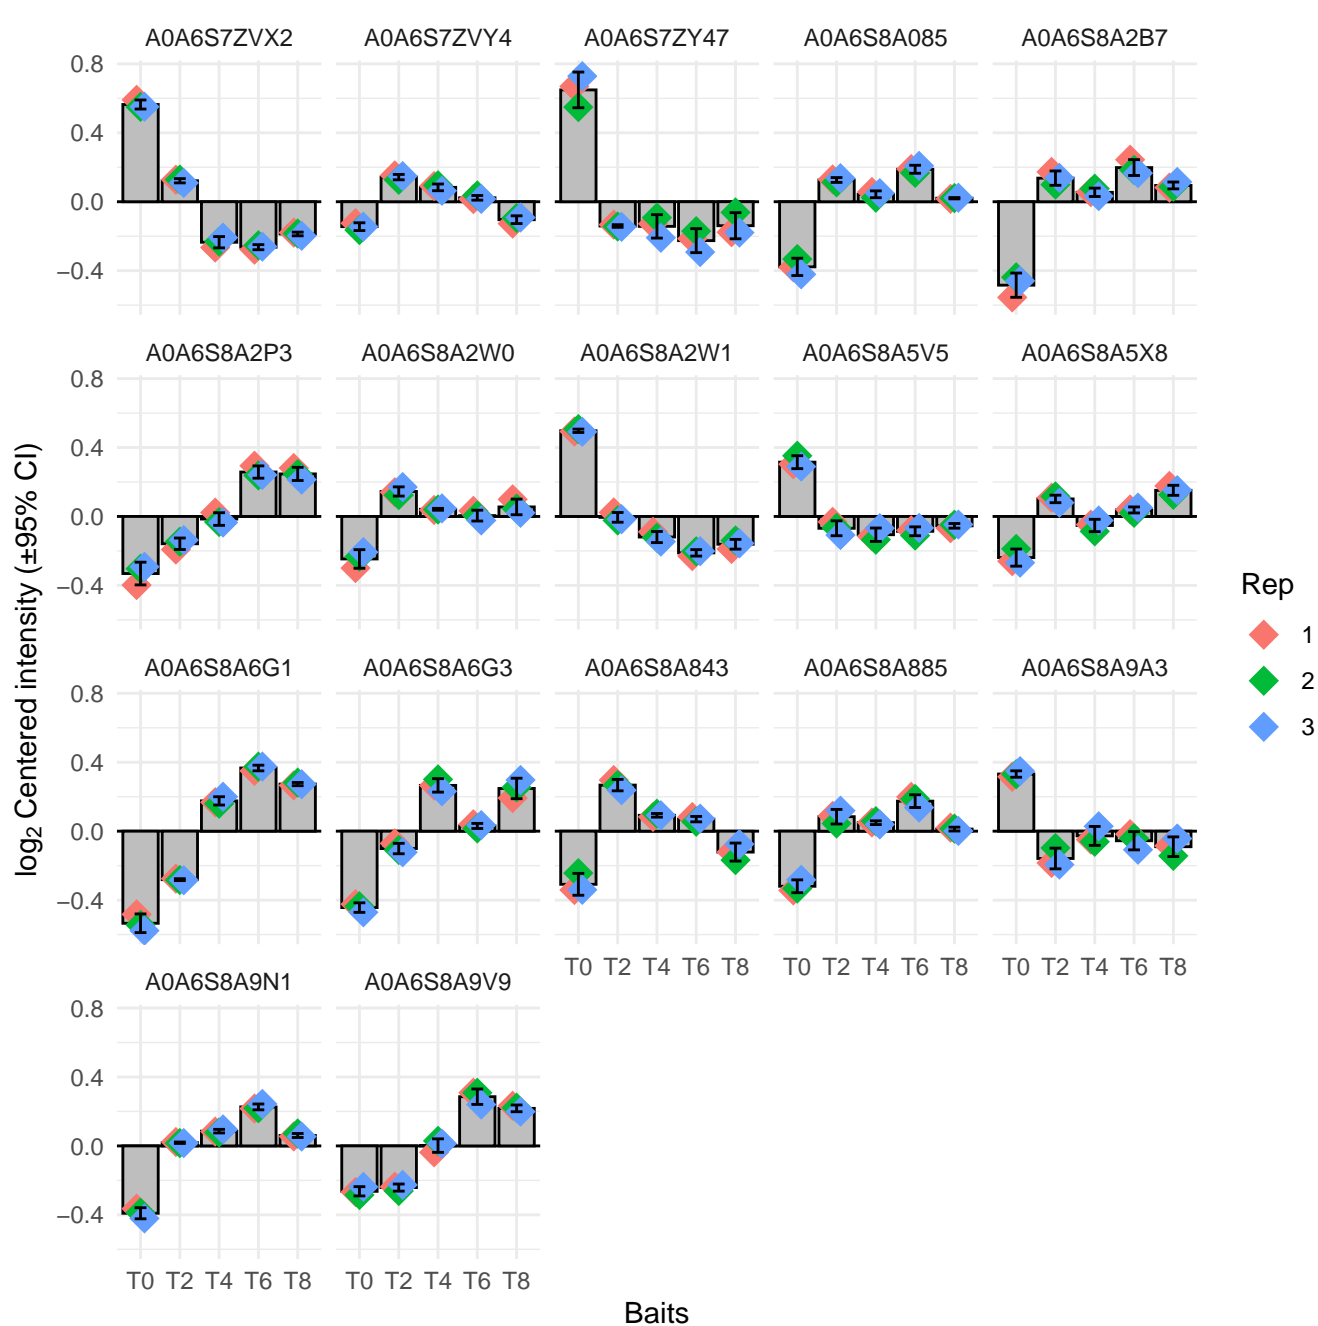 A0A6S7ZVX2 A0A6S7ZVY4 A0A6S7ZY47 A0A6S8A085 A0A6S8A2B7
0.8
0.4
0.0
−0.4
A0A6S8A2P3 A0A6S8A2W0 A0A6S8A2W1 A0A6S8A5V5 A0A6S8A5X8
0.8
0.4
0.0
−0.4
log2 Centered intensity (±95% CI)
Rep
1
2
3
A0A6S8A6G1 A0A6S8A6G3 A0A6S8A843 A0A6S8A885 A0A6S8A9A3
0.8
0.4
0.0
−0.4
T0 T2 T4 T6 T8 T0 T2 T4 T6 T8 T0 T2 T4 T6 T8
A0A6S8A9N1 A0A6S8A9V9
0.8
0.4
0.0
−0.4
T0 T2 T4 T6 T8 T0 T2 T4 T6 T8
Baits